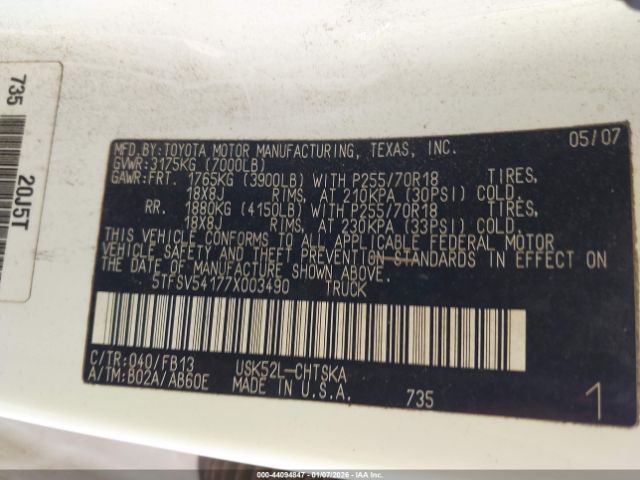 735
20J5T
MFD.BY:TOYOTA MOTOR MANUFACTURING, TEXAS, INC. 05/07
GVWR:3175KG (7000LB)
GAWR:FRT. 1765KG (3900LB) WITH P255/70R18 TIRES,
18X8J RIMS, AT 210KPA (30PSI) COLD.
RR. 1880KG (4150LB) WITH P255/70R18 TIRES,
18X8J RIMS, AT 230KPA (33PSI) COLD.
THIS VEHICLE CONFORMS TO ALL APPLICABLE FEDERAL MOTOR
VEHICLE SAFETY AND THEFT PREVENTION STANDARDS IN EFFECT ON
THE DATE OF MANUFACTURE SHOWN ABOVE.
5TFSV54177X003490 TRUCK
C/TR:040/FB13 USK52L-CHTSKA
A/TM:B02A/AB60E MADE IN U.S.A. 735 1
000-44094847 - 01/07/2026 - IAA Corp.